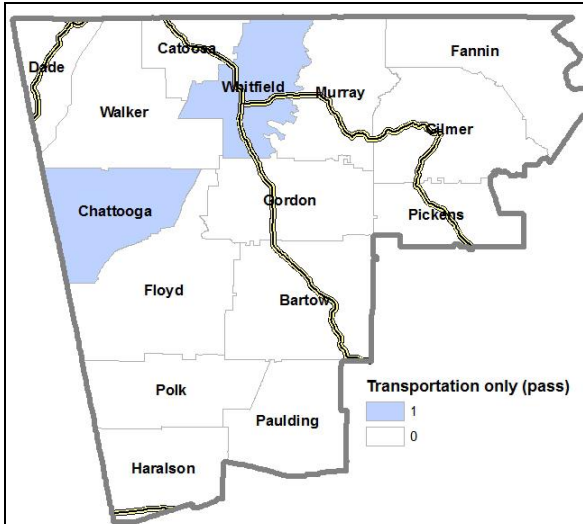 Catoosa
Fannin
Dade
Whitfield
Murray
Walker
Gilmer
Gordon
Chattooga
Pickens
Floyd
Bartow
Transportation only (pass)
Polk
1
Paulding
0
Haralson